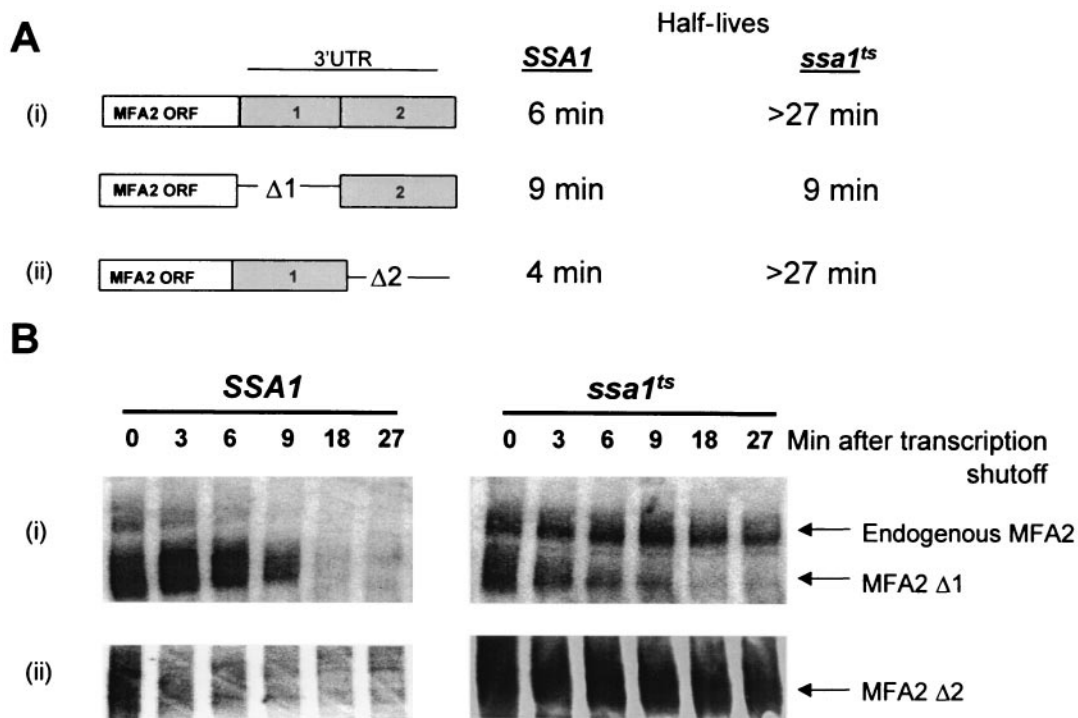 A
Half-lives
3'UTR
SSA1
ssa1ts
(i)
MFA2 ORF
1
2
6 min
>27 min
MFA2 ORF
Δ1
2
9 min
9 min
(ii)
MFA2 ORF
1
Δ2
4 min
>27 min
B
SSA1
ssa1ts
0 3 6 9 18 27
0 3 6 9 18 27
Min after transcription
shutoff
(i)
Endogenous MFA2
MFA2 Δ1
(ii)
MFA2 Δ2